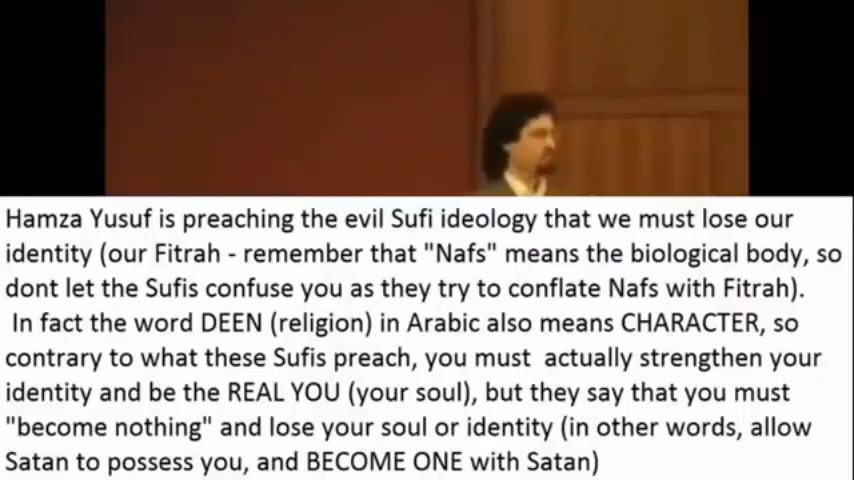 Hamza Yusuf is preaching the evil Sufi ideology that we must lose our
identity (our Fitrah - remember that "Nafs" means the biological body, so
dont let the Sufis confuse you as they try to conflate Nafs with Fitrah).
In fact the word DEEN (religion) in Arabic also means CHARACTER, so
contrary to what these Sufis preach, you must actually strengthen your
identity and be the REAL YOU (your soul), but they say that you must
"become nothing" and lose your soul or identity (in other words, allow
Satan to possess you, and BECOME ONE with Satan)